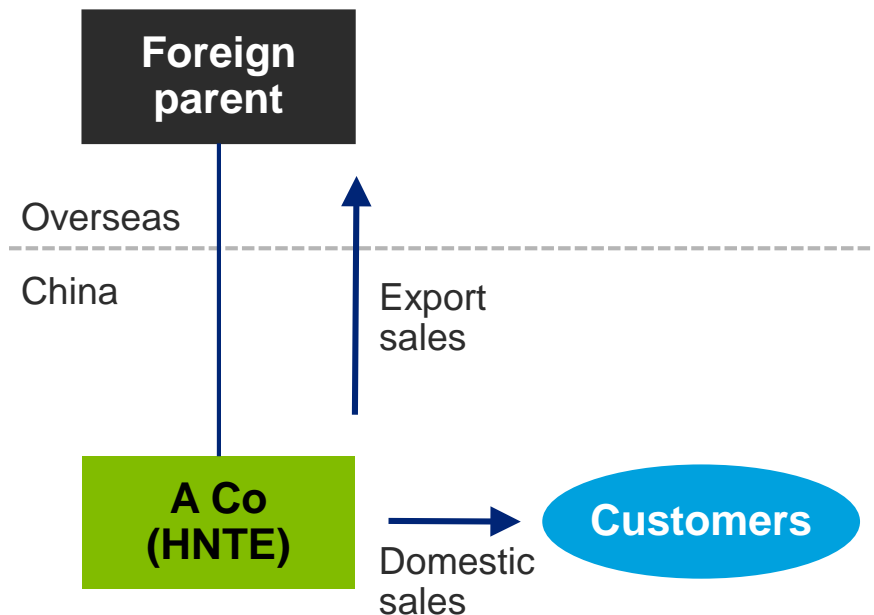 Foreign
parent
Overseas
China
Export
sales
A Co
(HNTE)
Customers
Domestic
sales